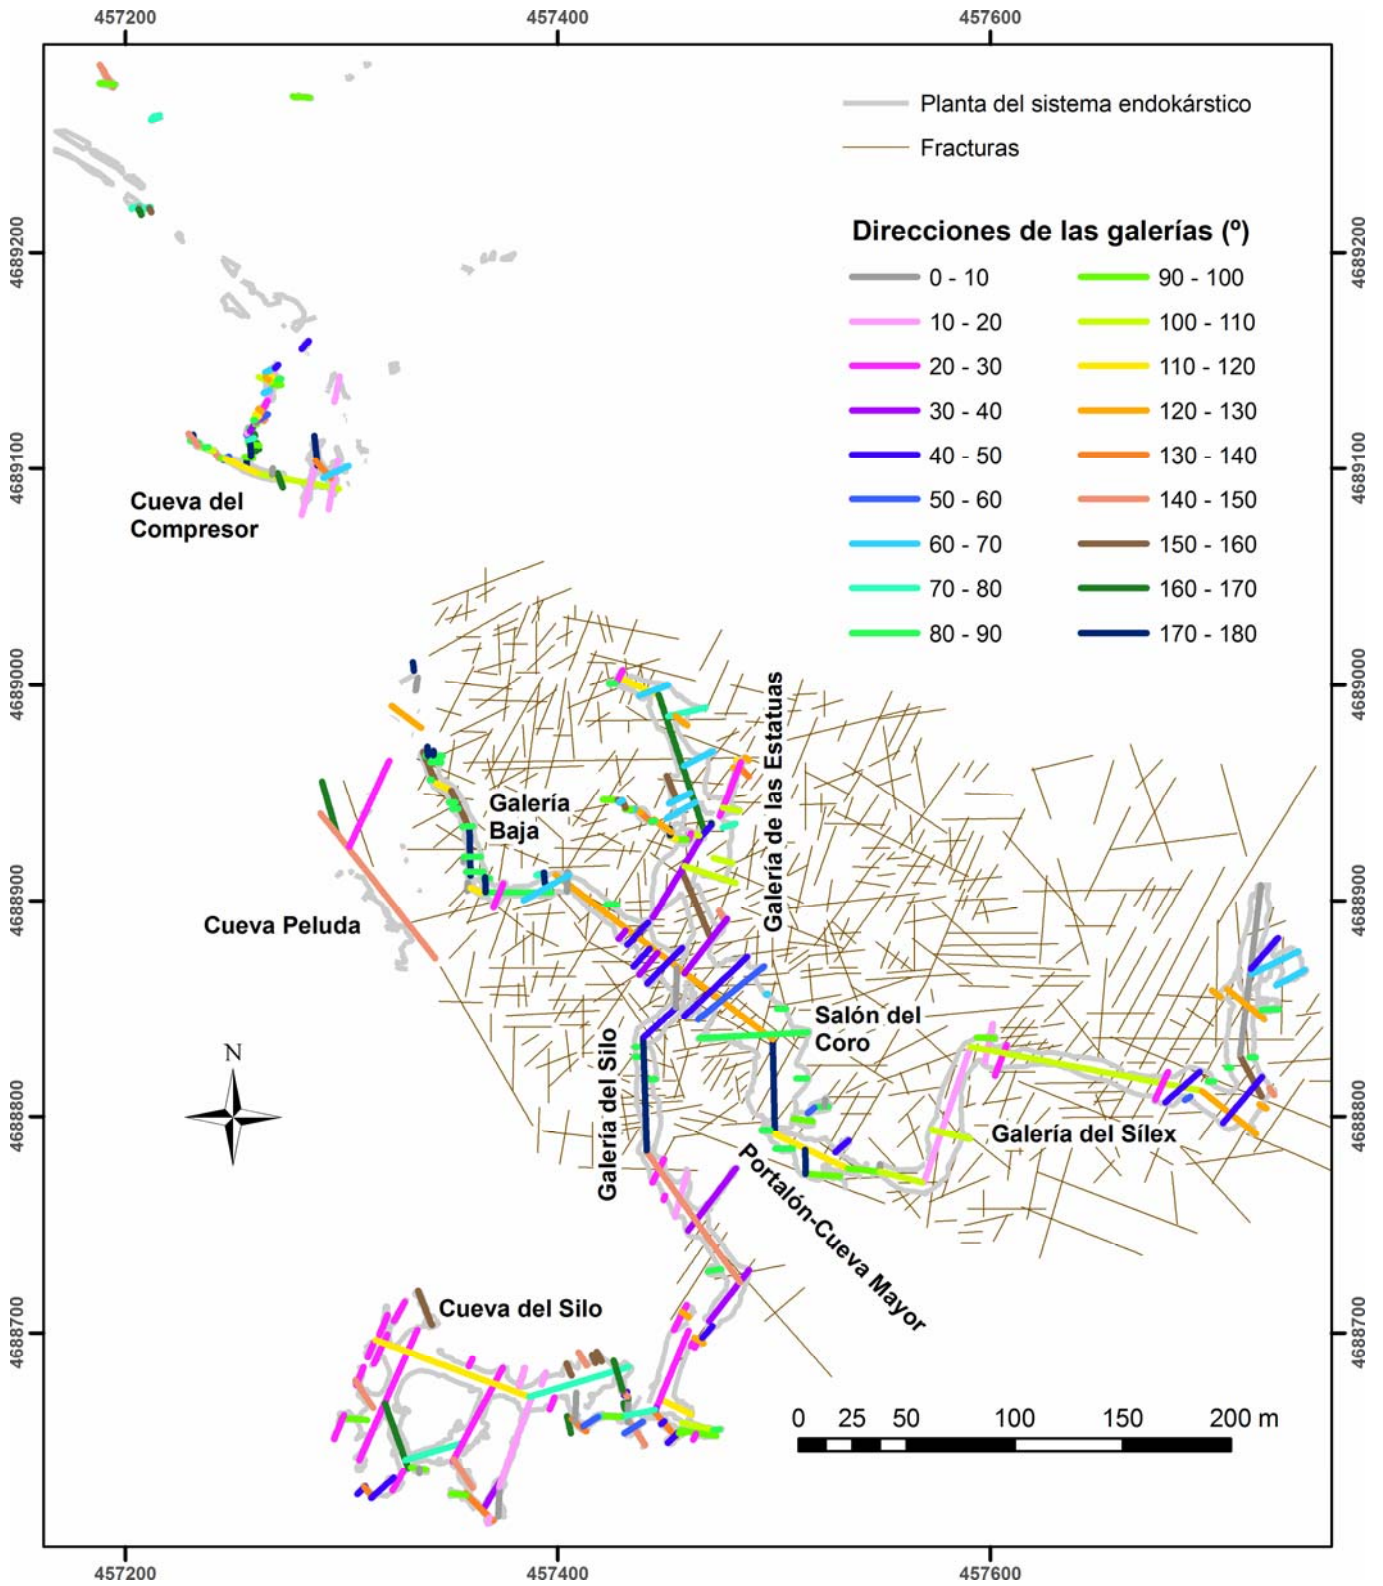 457200 457400 457600
Planta del sistema endokárstico
Fracturas
Direcciones de las galerías (º)
0 - 10 90 - 100
10 - 20 100 - 110
20 - 30 110 - 120
30 - 40 120 - 130
40 - 50 130 - 140
50 - 60 140 - 150
60 - 70 150 - 160
70 - 80 160 - 170
80 - 90 170 - 180
4689200 4689200
4689100 4689100
Cueva del
Compresor
4689000 4689000
Galería de las Estatuas
Galería
Baja
4688900 4688900
Cueva Peluda
Salón del
Coro
N
Galería del Silo
4688800 4688800
Galería del Sílex
Portalón-Cueva Mayor
Cueva del Silo
4688700 4688700
0 25 50 100 150 200 m
457200 457400 457600